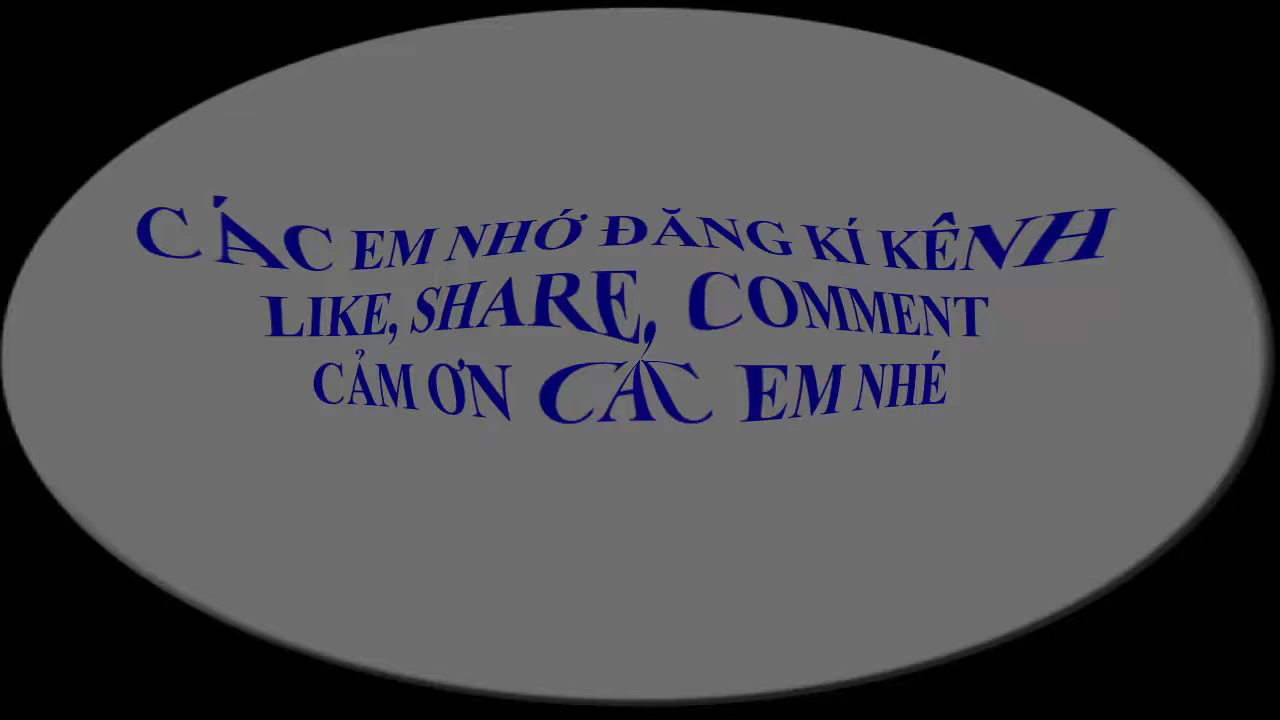 CÁC EM NHỚ ĐĂNG KÍ KÊNH
LIKE, SHARE, COMMENT
CẢM ƠN CÁC EM NHÉ